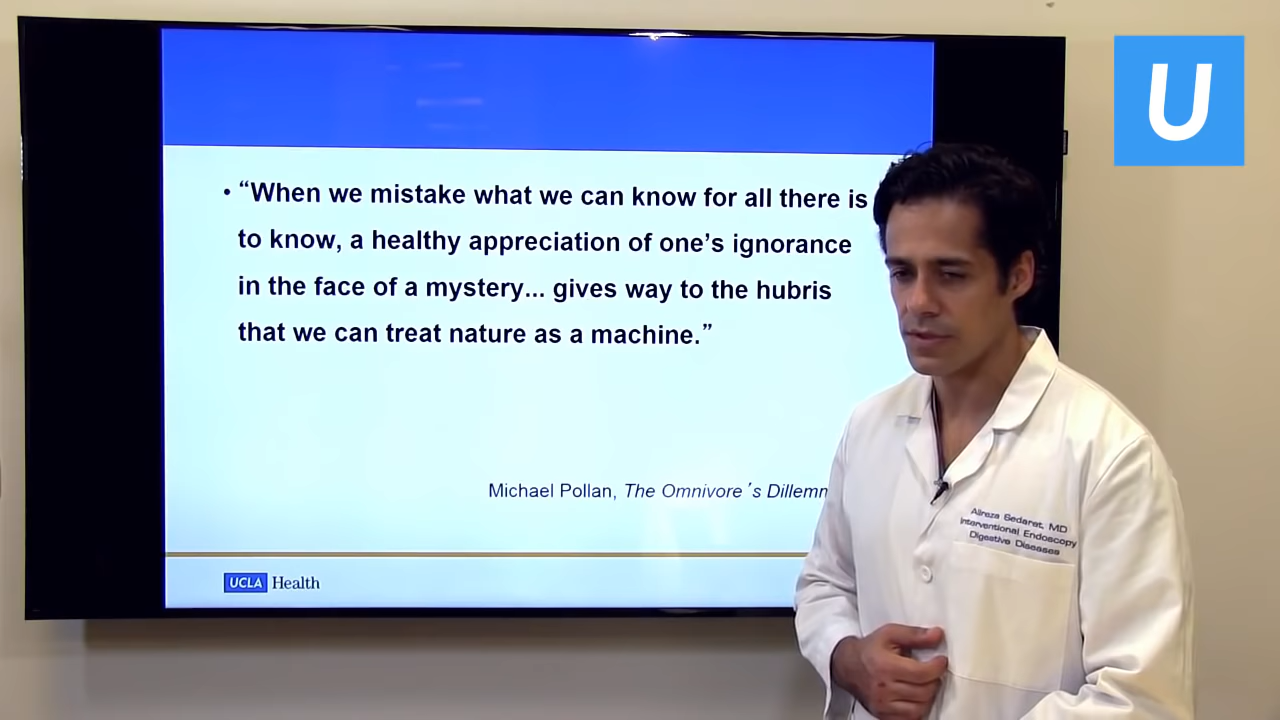 U
• “When we mistake what we can know for all there is
to know, a healthy appreciation of one’s ignorance
in the face of a mystery... gives way to the hubris
that we can treat nature as a machine.”
Michael Pollan, The Omnivore’s Dillemn
UCLA Health
Alireza Sedarat, MD
Interventional Endoscopy
Digestive Diseases